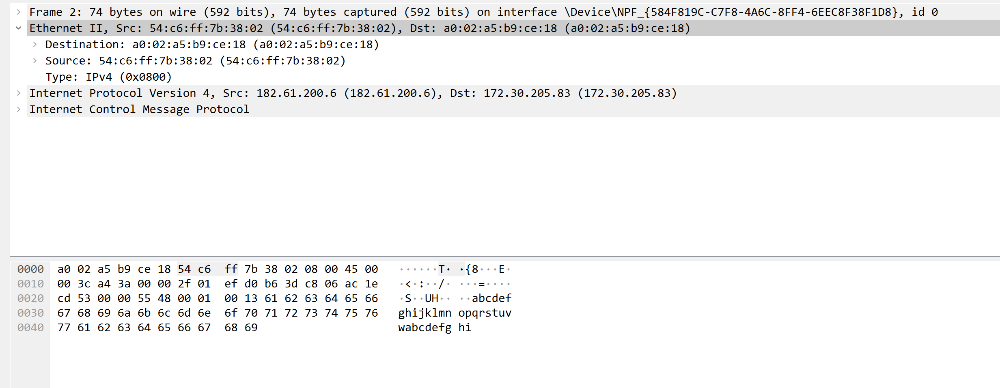 Frame 2: 74 bytes on wire (592 bits), 74 bytes captured (592 bits) on interface \Device\NPF_{584F819C-C7F8-4A6C-8FF4-6EEC8F38F1D8}, id 0
Ethernet II, Src: 54:c6:ff:7b:38:02 (54:c6:ff:7b:38:02), Dst: a0:02:a5:b9:ce:18 (a0:02:a5:b9:ce:18)
Destination: a0:02:a5:b9:ce:18 (a0:02:a5:b9:ce:18)
Source: 54:c6:ff:7b:38:02 (54:c6:ff:7b:38:02)
Type: IPv4 (0x0800)
Internet Protocol Version 4, Src: 182.61.200.6 (182.61.200.6), Dst: 172.30.205.83 (172.30.205.83)
Internet Control Message Protocol
0000 a0 02 a5 b9 ce 18 54 c6 ff 7b 38 02 08 00 45 00 ······T· ·{8···E·
0010 00 3c a4 3a 00 00 2f 01 ef d0 b6 3d c8 06 ac 1e ·<·:··/· ···=····
0020 cd 53 00 00 55 48 00 01 00 13 61 62 63 64 65 66 ·S··UH·· ··abcdef
0030 67 68 69 6a 6b 6c 6d 6e 6f 70 71 72 73 74 75 76 ghijklmn opqrstuv
0040 77 61 62 63 64 65 66 67 68 69 wabcdefg hi